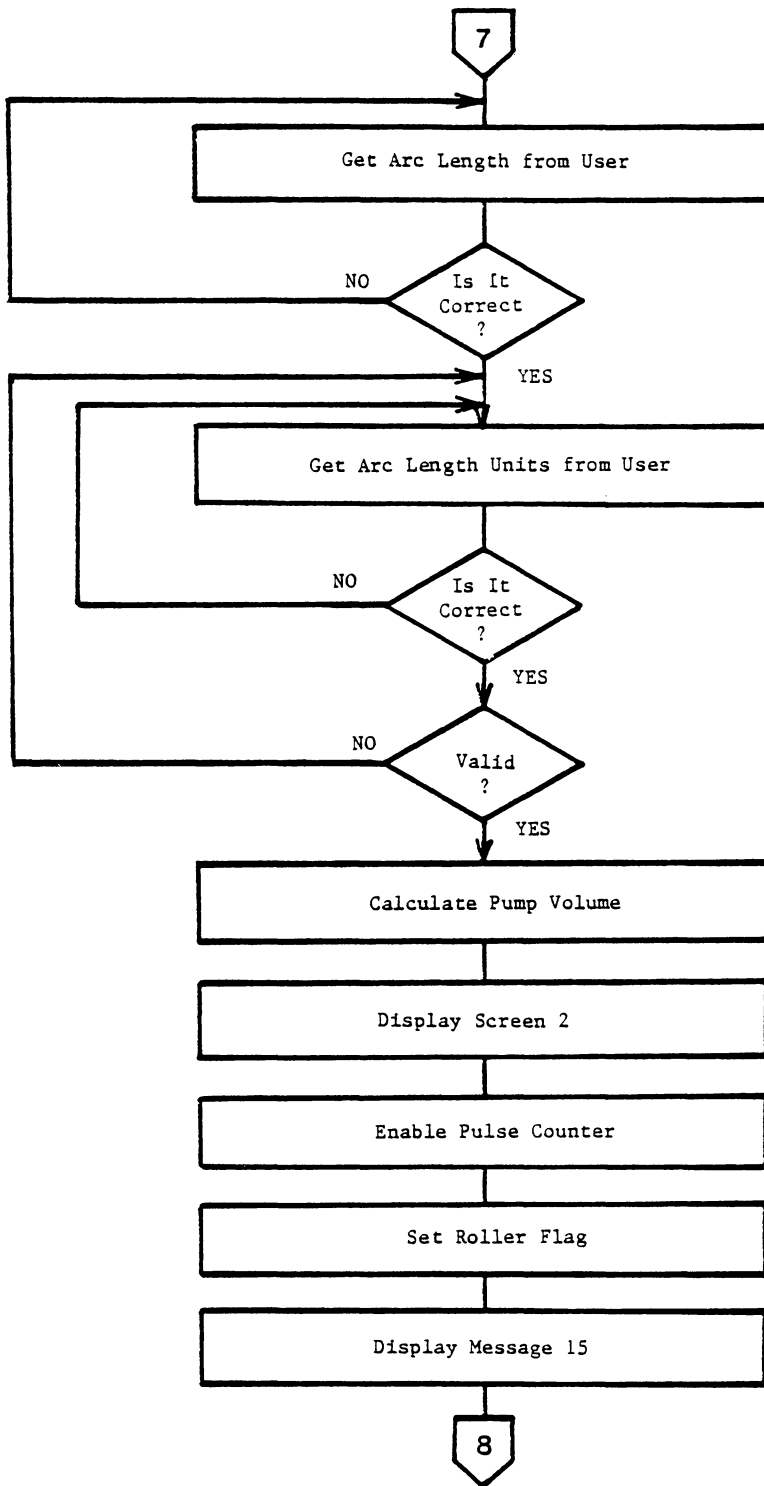 7
Get Arc Length from User
NO
Is It
Correct
?
YES
Get Arc Length Units from User
NO
Is It
Correct
?
YES
NO
Valid
?
YES
Calculate Pump Volume
Display Screen 2
Enable Pulse Counter
Set Roller Flag
Display Message 15
8